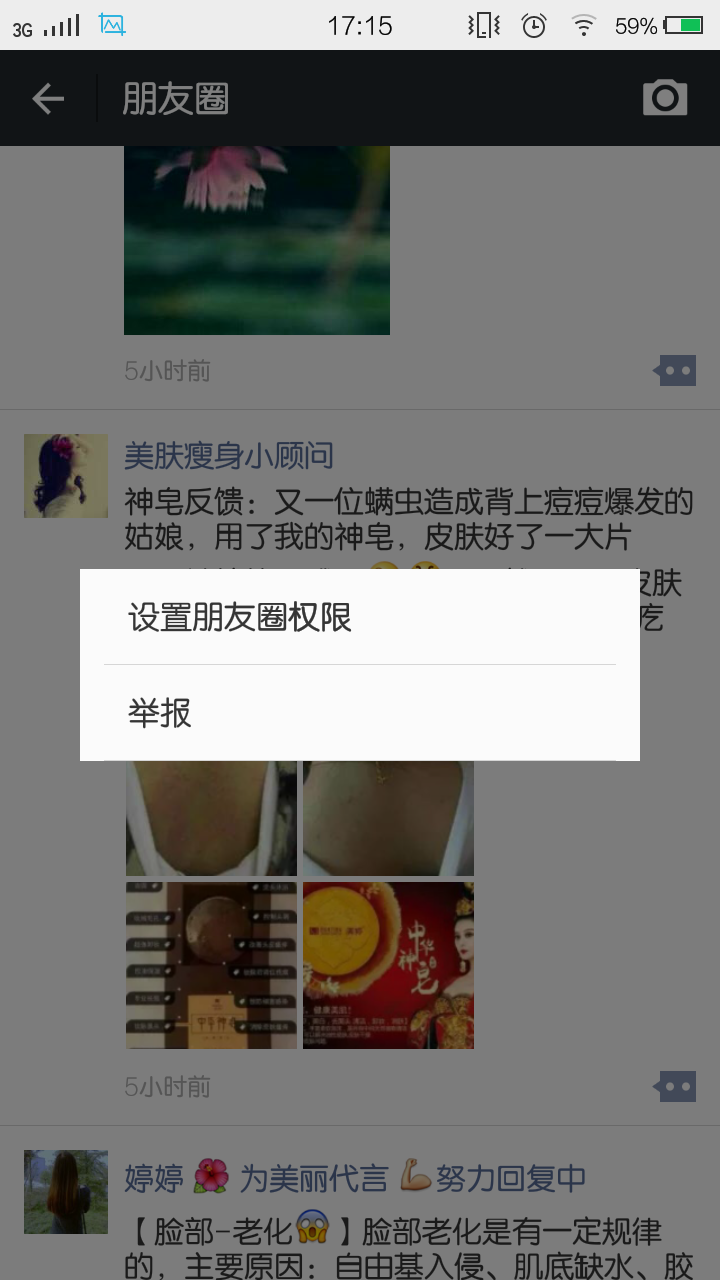 3G
17:15
59%
朋友圈
5小时前
美肤瘦身小顾问
神皂反馈：又一位螨虫造成背上痘痘爆发的
姑娘，用了我的神皂，皮肤好了一大片
皮肤
疙
设置朋友圈权限
举报
中华
神皂
5小时前
婷婷🌺为美丽代言💪努力回复中
【脸部-老化😱】脸部老化是有一定规律
的，主要原因：自由基入侵、肌底缺水、胶